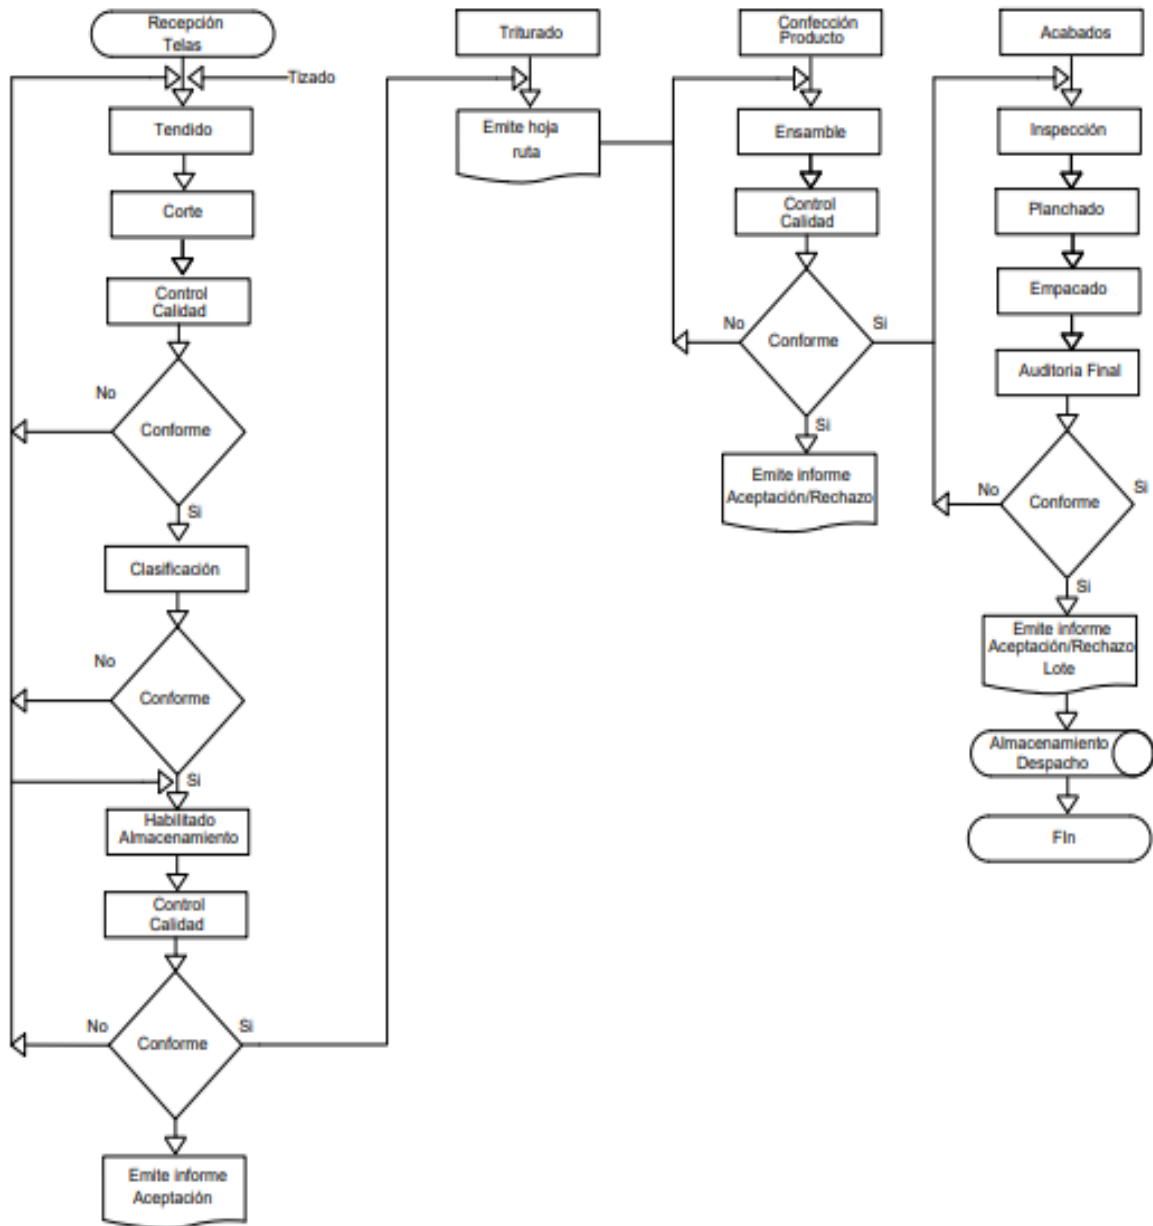 Recepción
Telas
Tizado
Tendido
Corte
Control
Calidad
No
Conforme
Si
Clasificación
No
Conforme
Si
Habilitado
Almacenamiento
Control
Calidad
No
Conforme
Si
Emite informe
Aceptación
Triturado
Emite hoja
ruta
Confección
Producto
Ensamble
Control
Calidad
No
Conforme
Si
Si
Emite informe
Aceptación/Rechazo
Acabados
Inspección
Planchado
Empacado
Auditoria Final
No
Conforme
Si
Si
Emite informe
Aceptación/Rechazo
Lote
Almacenamiento
Despacho
FIn